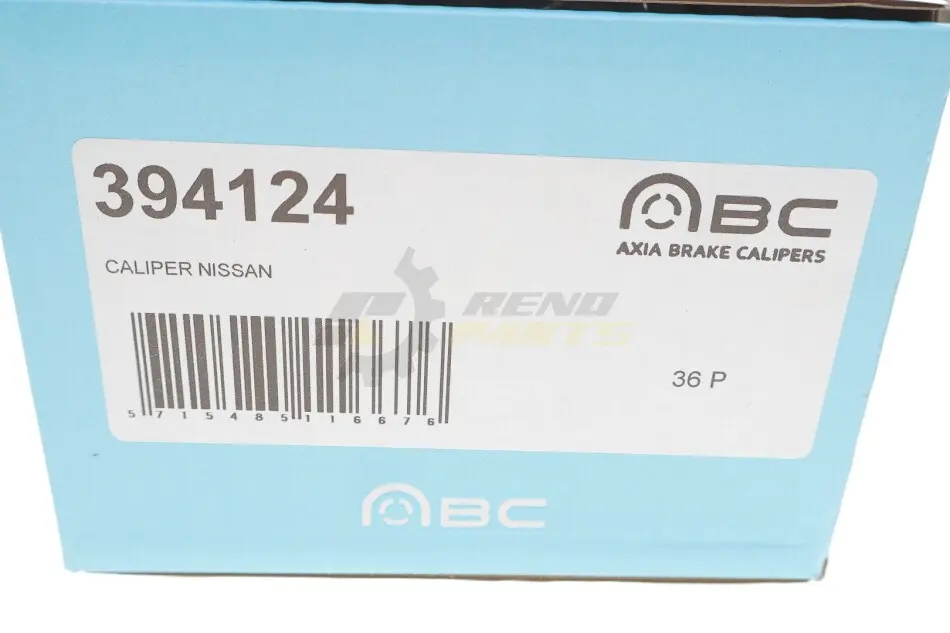 394124
ABC
AXIA BRAKE CALIPERS
CALIPER NISSAN
RENO
PARTS
36 P
5715485116676
ABC